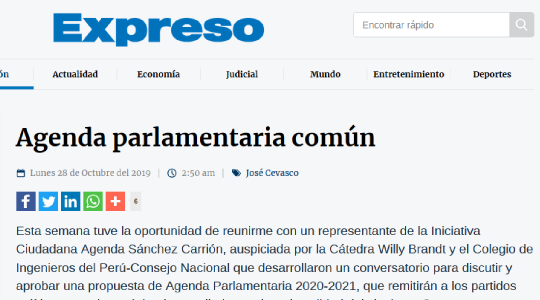 Expreso
Encontrar rápido
ón Actualidad Economía Judicial Mundo Entretenimiento Deportes
Agenda parlamentaria común
Lunes 28 de Octubre del 2019 | 2:50 am | José Cevasco
6
Esta semana tuve la oportunidad de reunirme con un representante de la Iniciativa
Ciudadana Agenda Sánchez Carrión, auspiciada por la Cátedra Willy Brandt y el Colegio de
Ingenieros del Perú-Consejo Nacional que desarrollaron un conversatorio para discutir y
aprobar una propuesta de Agenda Parlamentaria 2020-2021, que remitirán a los partidos